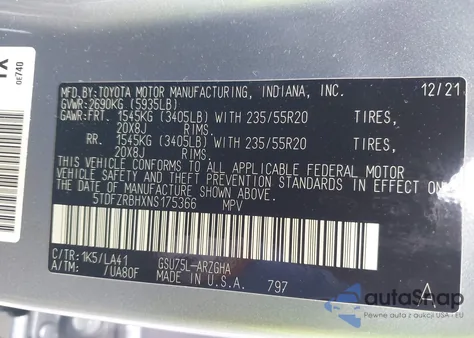 1X
0E740
MFD.BY:TOYOTA MOTOR MANUFACTURING, INDIANA, INC. 12/21
GVWR:2690KG (5935LB)
GAWR:FRT. 1545KG (3405LB) WITH 235/55R20 TIRES,
20X8J RIMS.
RR. 1545KG (3405LB) WITH 235/55R20 TIRES,
20X8J RIMS.
THIS VEHICLE CONFORMS TO ALL APPLICABLE FEDERAL MOTOR
VEHICLE SAFETY AND THEFT PREVENTION STANDARDS IN EFFECT ON
THE DATE OF MANUFACTURE SHOWN ABOVE.
5TDFZRBHXNS175366 MPV
C/TR:1K5/LA41 GSU75L-ARZGHA
A/TM: /UA80F MADE IN U.S.A. 797 A
autaSnap
Pewne auta z aukcji USA - EU